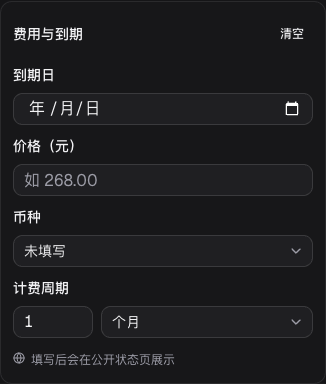 费用与到期
清空
到期日
年 /月/日
价格（元）
如 268.00
币种
未填写
计费周期
1
个月
填写后会在公开状态页展示